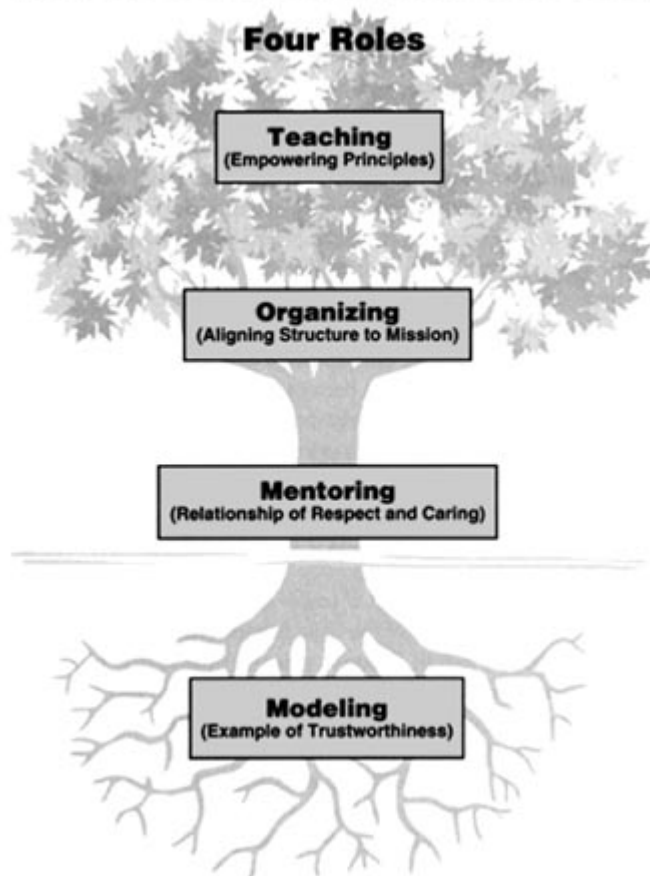 Four Roles
Teaching
(Empowering Principles)
Organizing
(Aligning Structure to Mission)
Mentoring
(Relationship of Respect and Caring)
Modeling
(Example of Trustworthiness)